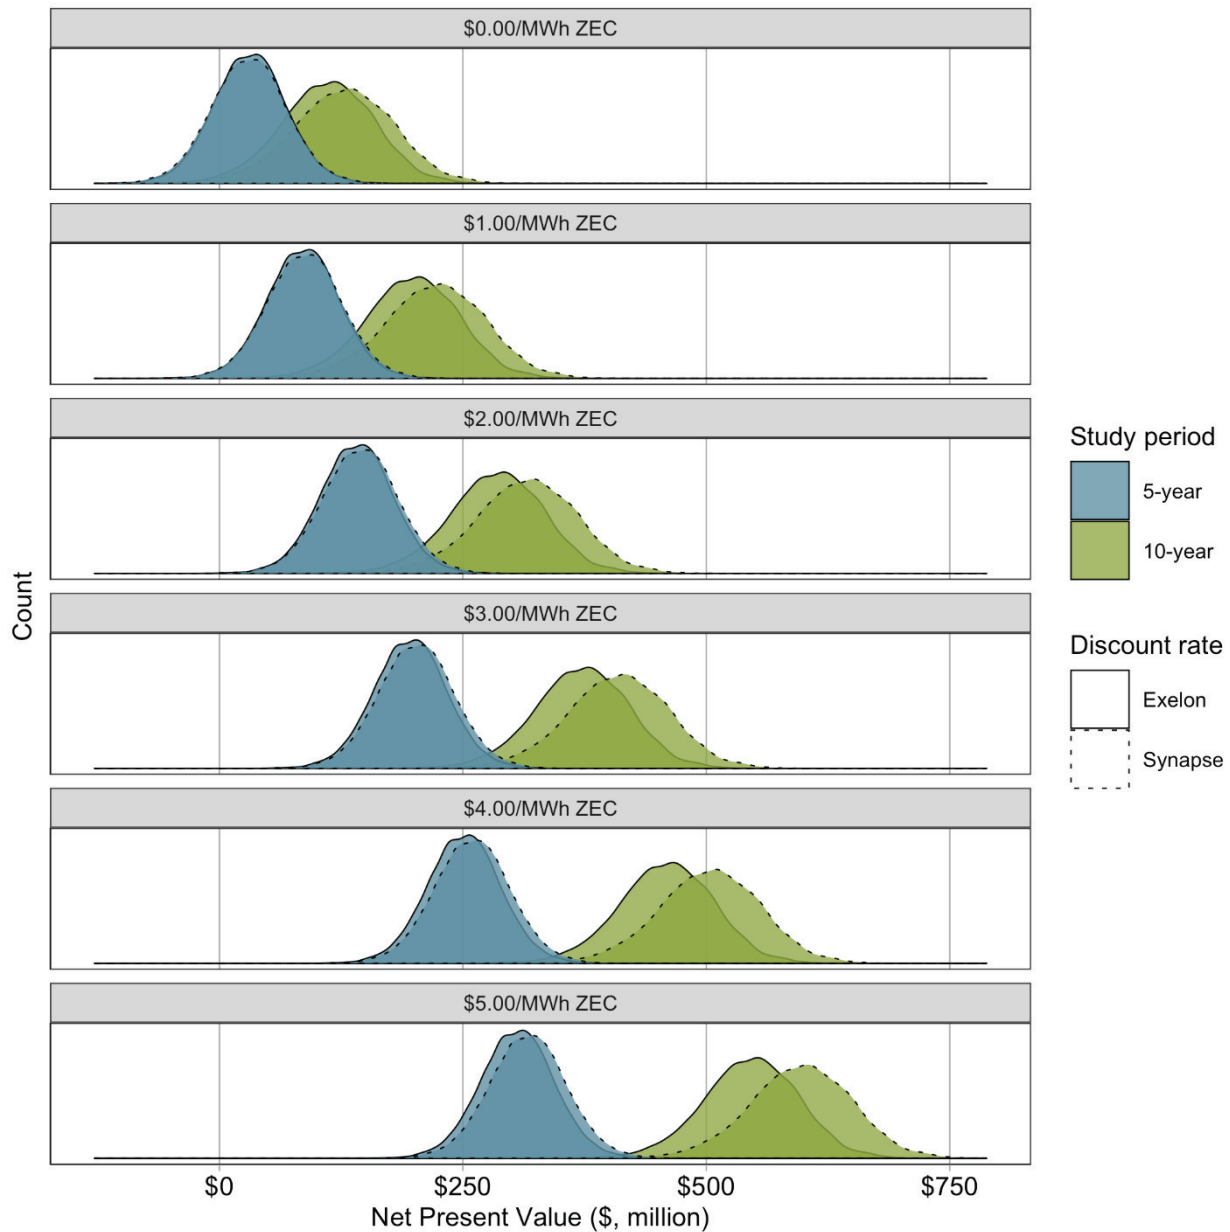 $0.00/MWh ZEC
$1.00/MWh ZEC
$2.00/MWh ZEC
$3.00/MWh ZEC
$4.00/MWh ZEC
$5.00/MWh ZEC
Count
$0 $250 $500 $750
Net Present Value ($, million)
Study period
5-year
10-year
Discount rate
Exelon
Synapse